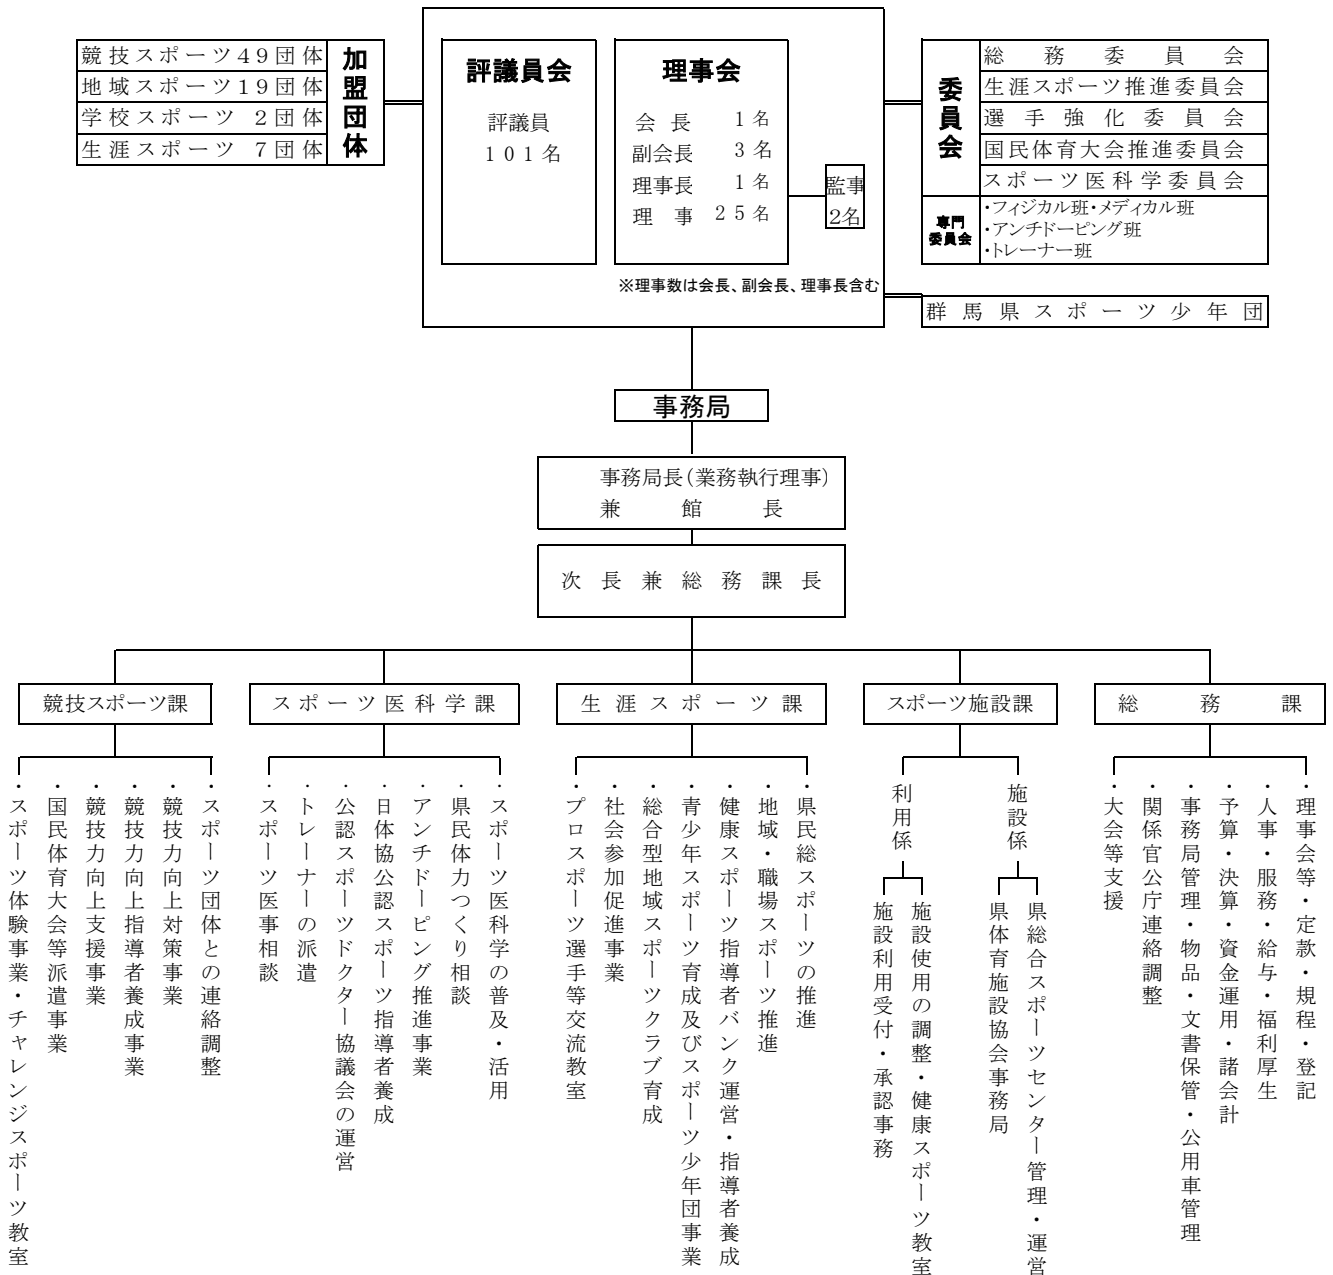 加盟団体
競技スポーツ49団体
地域スポーツ19団体
学校スポーツ 2団体
生涯スポーツ 7団体
評議員会
評議員
101名
理事会
会長 1名
副会長 3名
理事長 1名
理事 25名
監事
2名
※理事数は会長、副会長、理事長含む
委員会
総務委員会
生涯スポーツ推進委員会
選手強化委員会
国民体育大会推進委員会
スポーツ医科学委員会
専門
委員会
・フィジカル班・メディカル班
・アンチドーピング班
・トレーナー班
群馬県スポーツ少年団
事務局
事務局長(業務執行理事)
兼館長
次長兼総務課長
競技スポーツ課
・スポーツ団体との連絡調整
・競技力向上対策事業
・競技力向上指導者養成事業
・競技力向上支援事業
・国民体育大会等派遣事業
・スポーツ体験事業・チャレンジスポーツ教室
スポーツ医科学課
・スポーツ医科学の普及・活用
・県民体力つくり相談
・アンチドーピング推進事業
・日体協公認スポーツ指導者養成
・公認スポーツドクター協議会の運営
・トレーナーの派遣
・スポーツ医事相談
生涯スポーツ課
・県民総スポーツの推進
・地域・職場スポーツ推進
・健康スポーツ指導者バンク運営・指導者養成
・青少年スポーツ育成及びスポーツ少年団事業
・総合型地域スポーツクラブ育成
・社会参加促進事業
・プロスポーツ選手等交流教室
スポーツ施設課
施設係
県総合スポーツセンター管理・運営
県体育施設協会事務局
利用係
施設使用の調整・健康スポーツ教室
施設利用受付・承認事務
総務課
・理事会等・定款・規程・登記
・人事・服務・給与・福利厚生
・予算・決算・資金運用・諸会計
・事務局管理・物品・文書保管・公用車管理
・関係官公庁連絡調整
・大会等支援